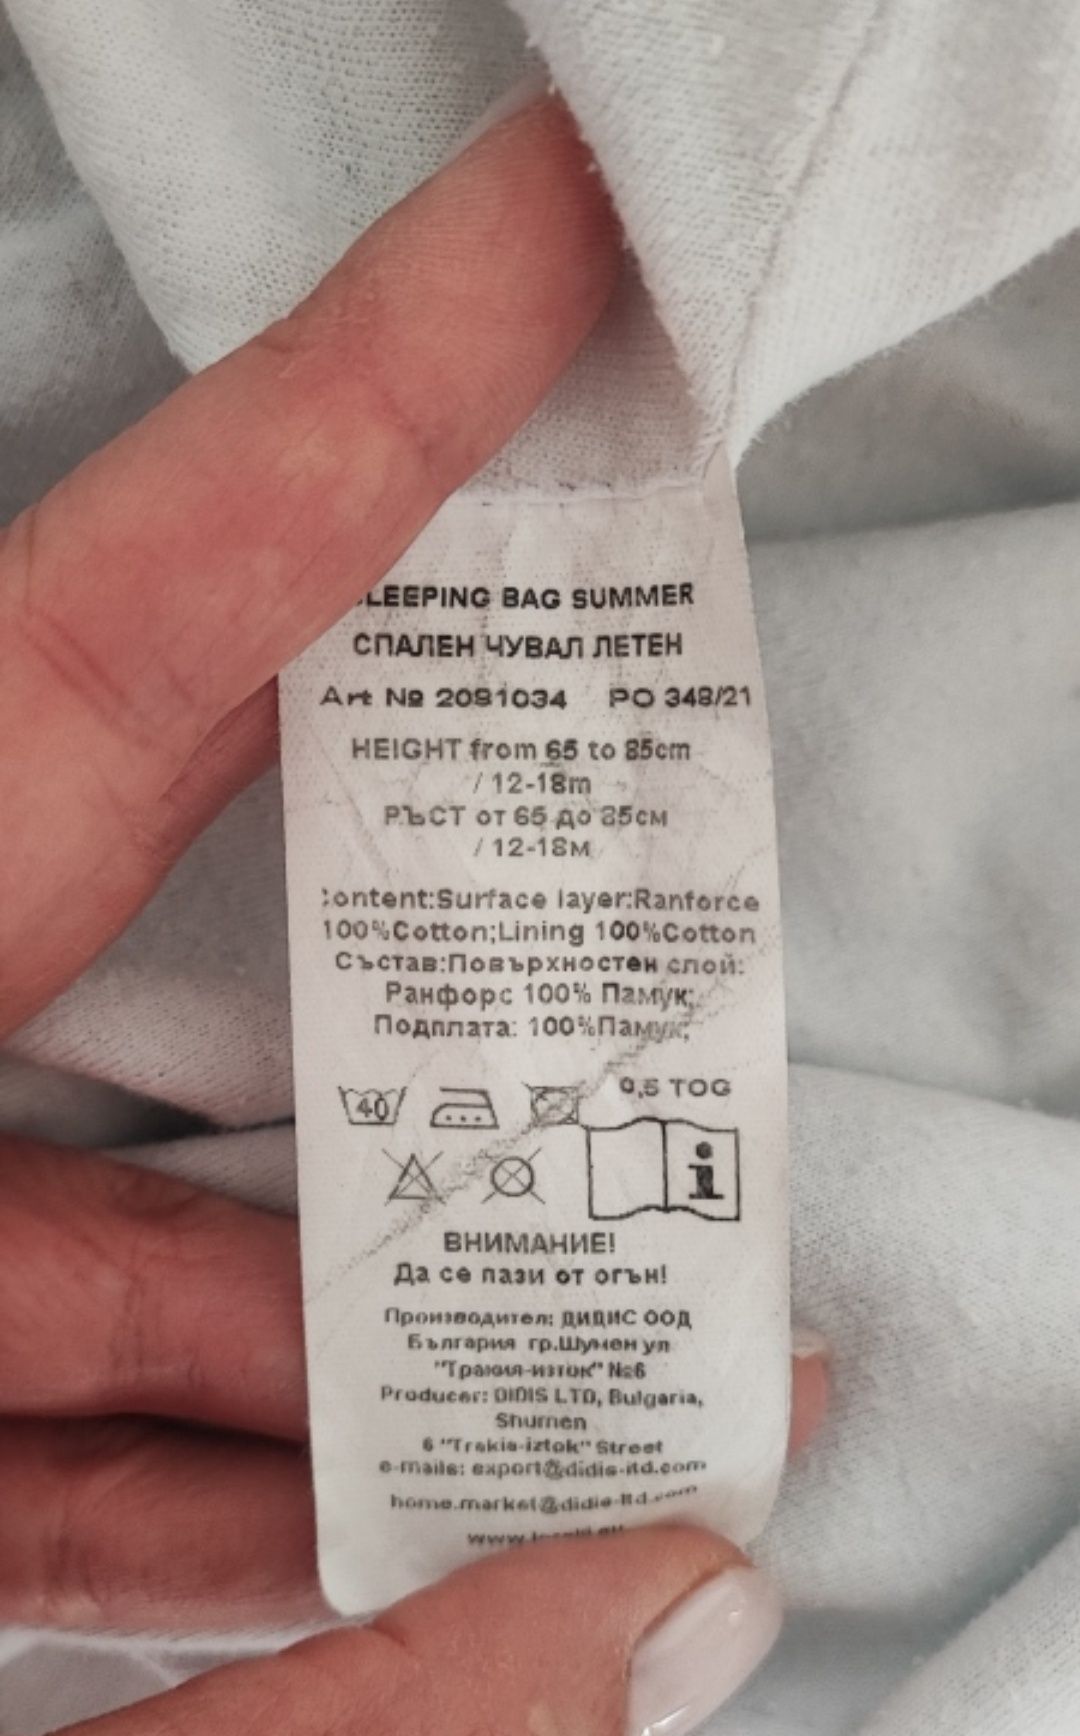 SLEEPING BAG SUMMER
СПАЛЕН ЧУВАЛ ЛЕТЕН
Art № 2091034 PO 348/21
HEIGHT from 65 to 85cm
/ 12-18m
РЪСТ от 65 до 85см
/ 12-18м
Content:Surface layer:Ranforce
100%Cotton;Lining 100%Cotton
Състав:Повърхностен слой:
Ранфорс 100% Памук;
Подплата: 100%Памук;
0,5 TOG
40
i
ВНИМАНИЕ!
Да се пази от огън!
Производител: ДИДИС ООД
България гр.Шумен ул
"Тракия-изток" №6
Producer: DIDIS LTD, Bulgaria,
Shumen
6 "Trakia-iztok" Street
e-mails: export@didis-ltd.com
home.market@didis-ltd.com